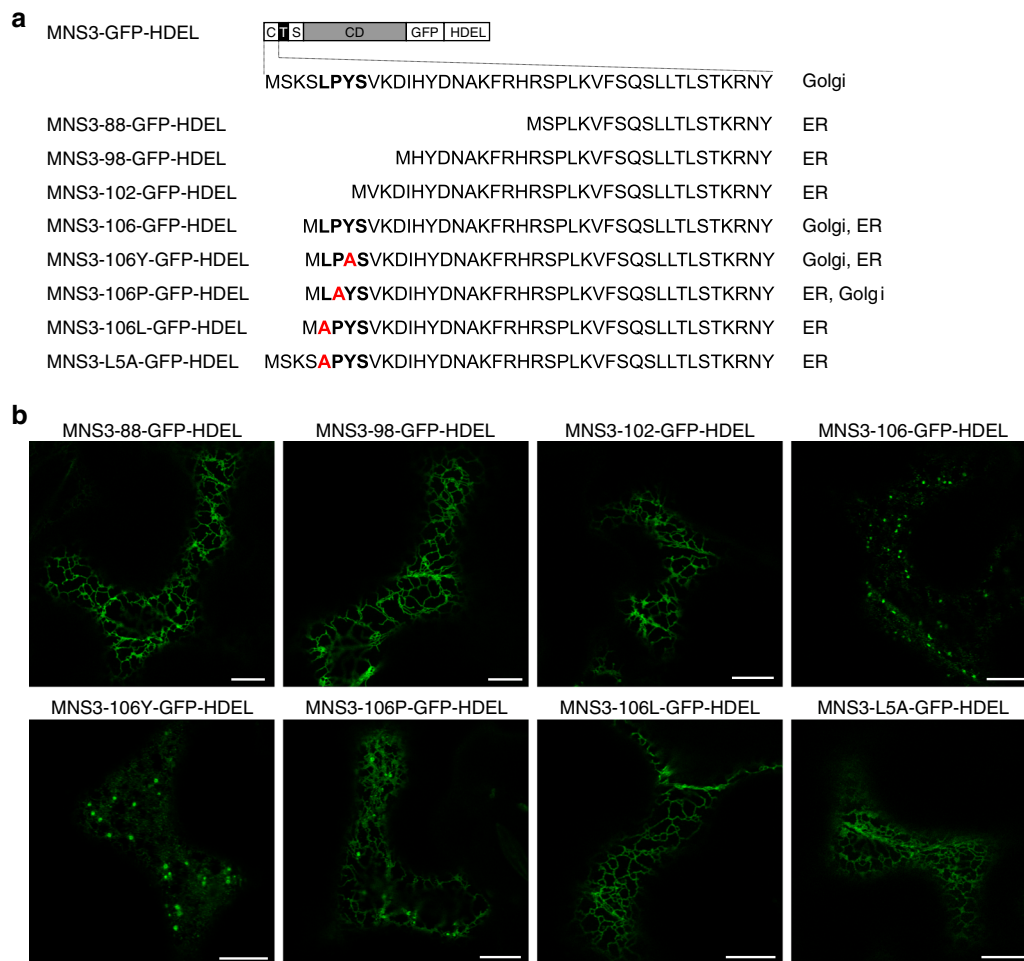 a
MNS3-GFP-HDEL C T S CD GFP HDEL
MSKSLPYSVKDIHYDNAKFRHRSPLKVFSQSLLTLSTKRNY Golgi
MNS3-88-GFP-HDEL MSPLKVFSQSLLTLSTKRNY ER
MNS3-98-GFP-HDEL MHYDNAKFRHRSPLKVFSQSLLTLSTKRNY ER
MNS3-102-GFP-HDEL MVKDIHYDNAKFRHRSPLKVFSQSLLTLSTKRNY ER
MNS3-106-GFP-HDEL MLPYSVKDIHYDNAKFRHRSPLKVFSQSLLTLSTKRNY Golgi, ER
MNS3-106Y-GFP-HDEL MLPASVKDIHYDNAKFRHRSPLKVFSQSLLTLSTKRNY Golgi, ER
MNS3-106P-GFP-HDEL MLAYSVKDIHYDNAKFRHRSPLKVFSQSLLTLSTKRNY ER, Golgi
MNS3-106L-GFP-HDEL MAPYSVKDIHYDNAKFRHRSPLKVFSQSLLTLSTKRNY ER
MNS3-L5A-GFP-HDEL MSKSAPYSVKDIHYDNAKFRHRSPLKVFSQSLLTLSTKRNY ER
b
MNS3-88-GFP-HDEL MNS3-98-GFP-HDEL MNS3-102-GFP-HDEL MNS3-106-GFP-HDEL
MNS3-106Y-GFP-HDEL MNS3-106P-GFP-HDEL MNS3-106L-GFP-HDEL MNS3-L5A-GFP-HDEL